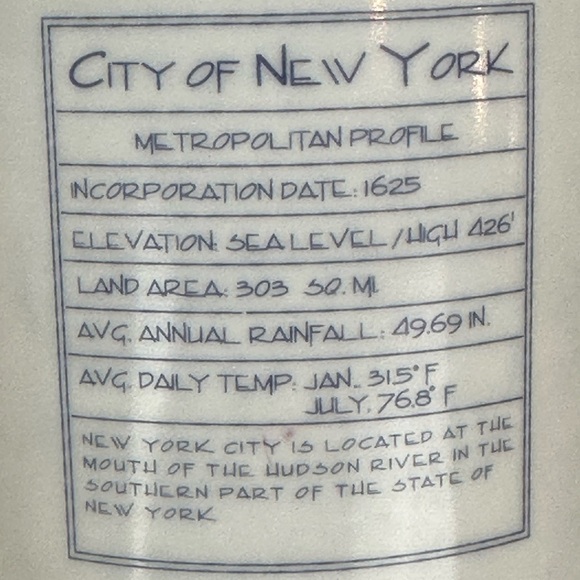 CITY OF NEW YORK
METROPOLITAN PROFILE
INCORPORATION DATE: 1625
ELEVATION: SEA LEVEL / HIGH 426'
LAND AREA: 303 SQ. MI.
AVG. ANNUAL RAINFALL: 49.69 IN.
AVG. DAILY TEMP: JAN. 31.5° F
JULY. 76.8° F
NEW YORK CITY IS LOCATED AT THE
MOUTH OF THE HUDSON RIVER IN THE
SOUTHERN PART OF THE STATE OF
NEW YORK